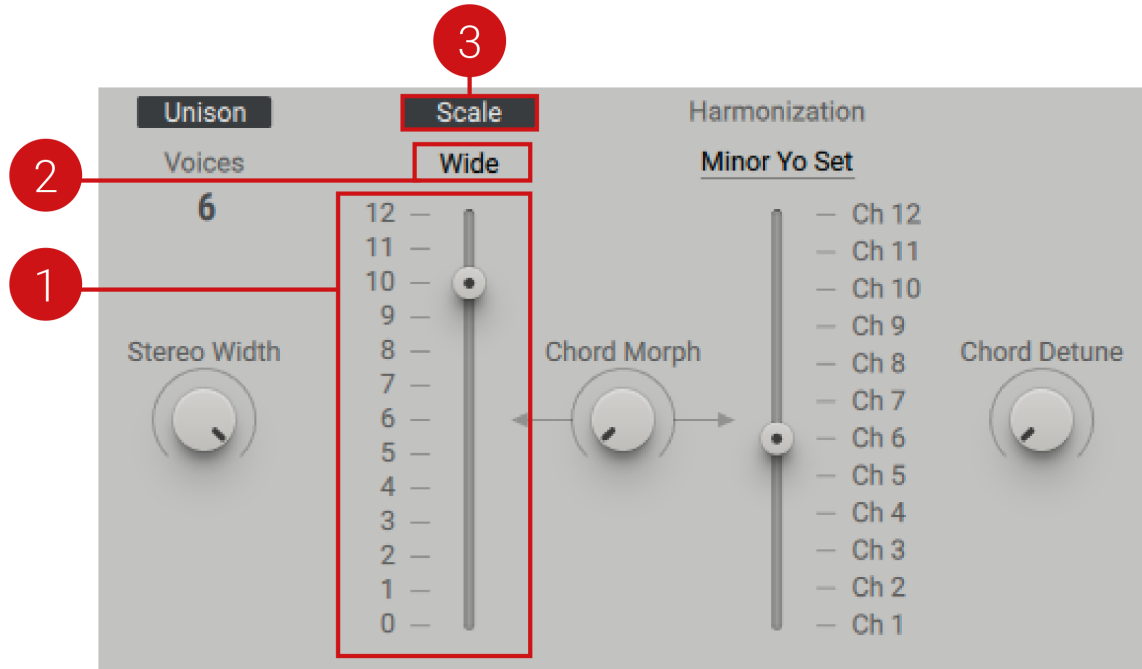 3
Unison Scale Harmonization
2 Voices Wide Minor Yo Set
6
12 Ch 12
11 Ch 11
1 10 Ch 10
9 Ch 9
Stereo Width 8 Chord Morph Ch 8 Chord Detune
7 Ch 7
6 Ch 6
5 Ch 5
4 Ch 4
3 Ch 3
2 Ch 2
1 Ch 1
0